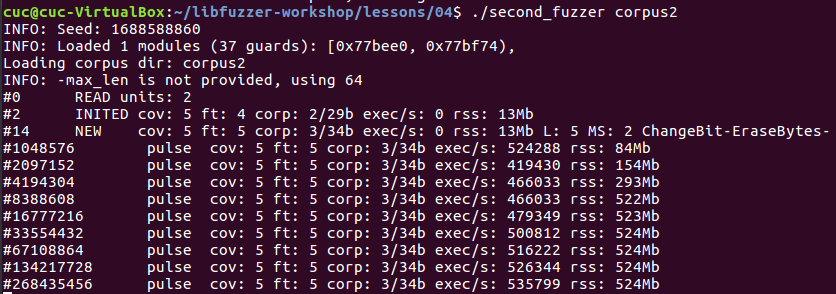 cuc@cuc-VirtualBox:~/libfuzzer-workshop/lessons/04$ ./second_fuzzer corpus2
INFO: Seed: 1688588860
INFO: Loaded 1 modules (37 guards): [0x77bee0, 0x77bf74),
Loading corpus dir: corpus2
INFO: -max_len is not provided, using 64
#0 READ units: 2
#2 INITED cov: 5 ft: 4 corp: 2/29b exec/s: 0 rss: 13Mb
#14 NEW cov: 5 ft: 5 corp: 3/34b exec/s: 0 rss: 13Mb L: 5 MS: 2 ChangeBit-EraseBytes-
#1048576 pulse cov: 5 ft: 5 corp: 3/34b exec/s: 524288 rss: 84Mb
#2097152 pulse cov: 5 ft: 5 corp: 3/34b exec/s: 419430 rss: 154Mb
#4194304 pulse cov: 5 ft: 5 corp: 3/34b exec/s: 466033 rss: 293Mb
#8388608 pulse cov: 5 ft: 5 corp: 3/34b exec/s: 466033 rss: 522Mb
#16777216 pulse cov: 5 ft: 5 corp: 3/34b exec/s: 479349 rss: 523Mb
#33554432 pulse cov: 5 ft: 5 corp: 3/34b exec/s: 500812 rss: 524Mb
#67108864 pulse cov: 5 ft: 5 corp: 3/34b exec/s: 516222 rss: 524Mb
#134217728 pulse cov: 5 ft: 5 corp: 3/34b exec/s: 526344 rss: 524Mb
#268435456 pulse cov: 5 ft: 5 corp: 3/34b exec/s: 535799 rss: 524Mb